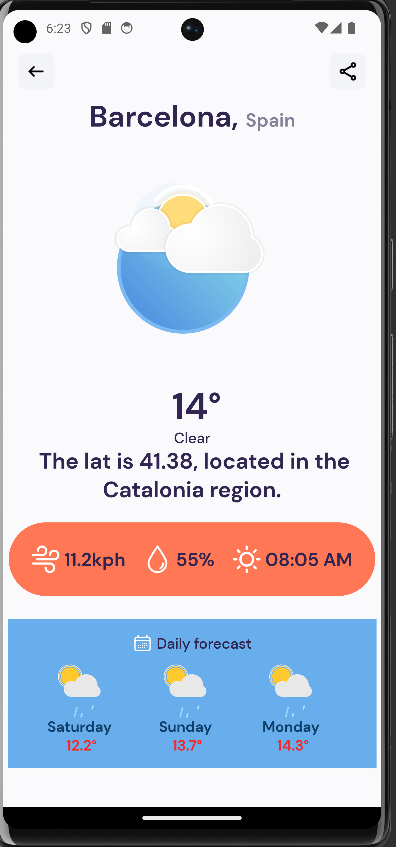 6:23
Barcelona, Spain
14°
Clear
The lat is 41.38, located in the
Catalonia region.
11.2kph 55% 08:05 AM
Daily forecast
Saturday Sunday Monday
12.2° 13.7° 14.3°